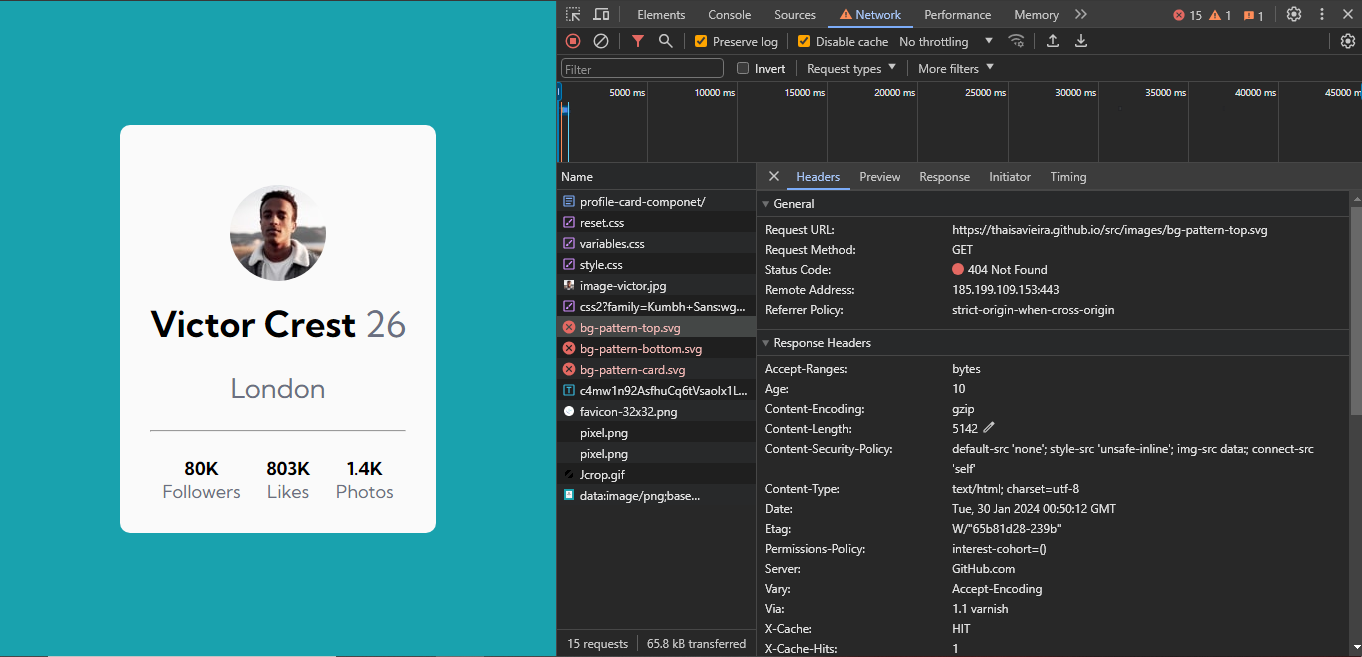 Victor Crest 26
London
80K 803K 1.4K
Followers Likes Photos
Elements Console Sources Network Performance Memory 15 1 1
Preserve log Disable cache No throttling
Filter Invert Request types More filters
5000 ms 10000 ms 15000 ms 20000 ms 25000 ms 30000 ms 35000 ms 40000 ms 45000 m
Name
profile-card-componet/
reset.css
variables.css
style.css
image-victor.jpg
css2?family=Kumbh+Sans:wg...
bg-pattern-top.svg
bg-pattern-bottom.svg
bg-pattern-card.svg
c4mw1n92AsfhuCq6tVsaoIx1L...
favicon-32x32.png
pixel.png
pixel.png
Jcrop.gif
data:image/png;base...
15 requests 65.8 kB transferred
Headers Preview Response Initiator Timing
General
Request URL: https://thaisavieira.github.io/src/images/bg-pattern-top.svg
Request Method: GET
Status Code: 404 Not Found
Remote Address: 185.199.109.153:443
Referrer Policy: strict-origin-when-cross-origin
Response Headers
Accept-Ranges: bytes
Age: 10
Content-Encoding: gzip
Content-Length: 5142
Content-Security-Policy: default-src 'none'; style-src 'unsafe-inline'; img-src data:; connect-src
'self'
Content-Type: text/html; charset=utf-8
Date: Tue, 30 Jan 2024 00:50:12 GMT
Etag: W/"65b81d28-239b"
Permissions-Policy: interest-cohort=()
Server: GitHub.com
Vary: Accept-Encoding
Via: 1.1 varnish
X-Cache: HIT
X-Cache-Hits: 1